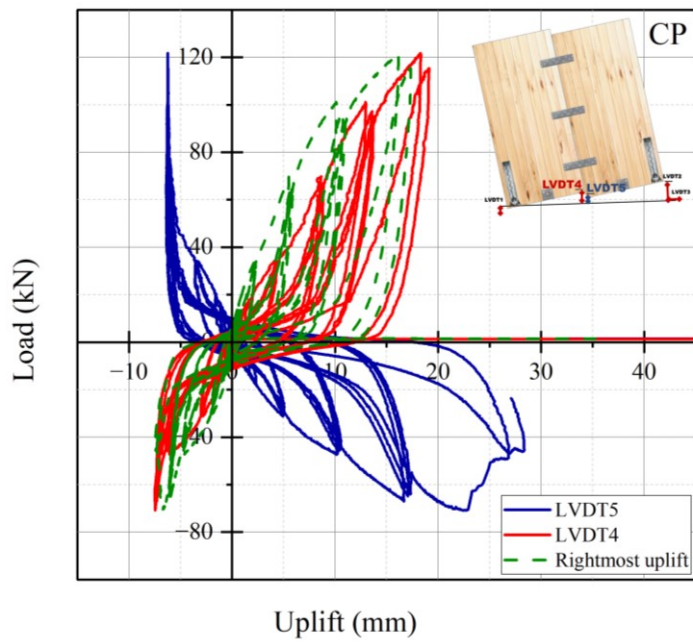 CP
120
80
40
−40
−80
−10
0
10
20
30
40
Load (kN)
Uplift (mm)
LVDT4
LVDT5
LVDT1
LVDT2
LVDT3
LVDT5
LVDT4
Rightmost uplift